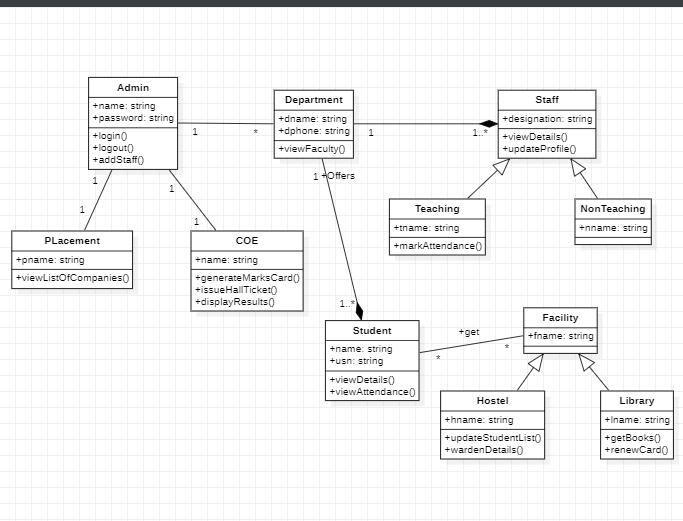 Admin
+name: string
+password: string
+login()
+logout()
+addStaff()
1
*
Department
+dname: string
+dphone: string
+viewFaculty()
1
1..*
Staff
+designation: string
+viewDetails()
+updateProfile()
1
1
1
1
1
+Offers
1..*
PLacement
+pname: string
+viewListOfCompanies()
COE
+name: string
+generateMarksCard()
+issueHallTicket()
+displayResults()
Teaching
+tname: string
+markAttendance()
NonTeaching
+nname: string
Student
+name: string
+usn: string
+viewDetails()
+viewAttendance()
+get
*
*
Facility
+fname: string
Hostel
+hname: string
+updateStudentList()
+wardenDetails()
Library
+lname: string
+getBooks()
+renewCard()